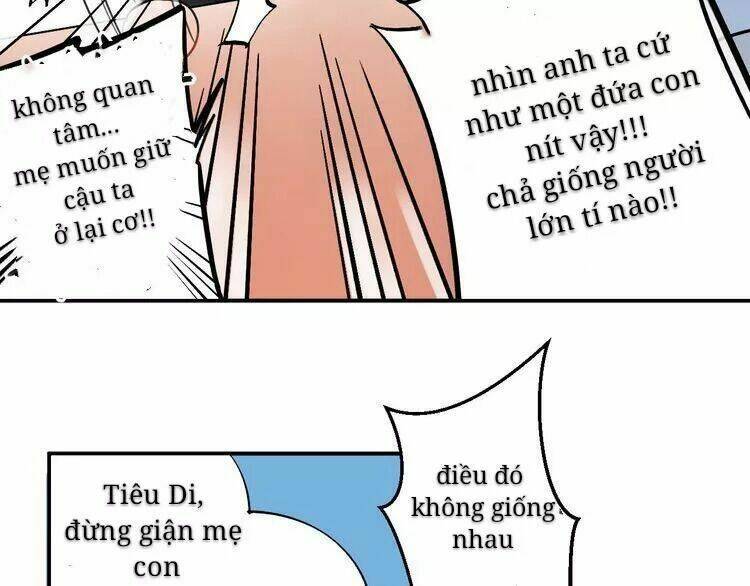 không quan
tâm...
mẹ muốn giữ
cậu ta
ở lại cơ!!
nhìn anh ta cứ
như một đứa con
nít vậy!!!
chả giống người
lớn tí nào!!
Tiêu Di,
đừng giận mẹ
con
điều đó
không giống
nhau